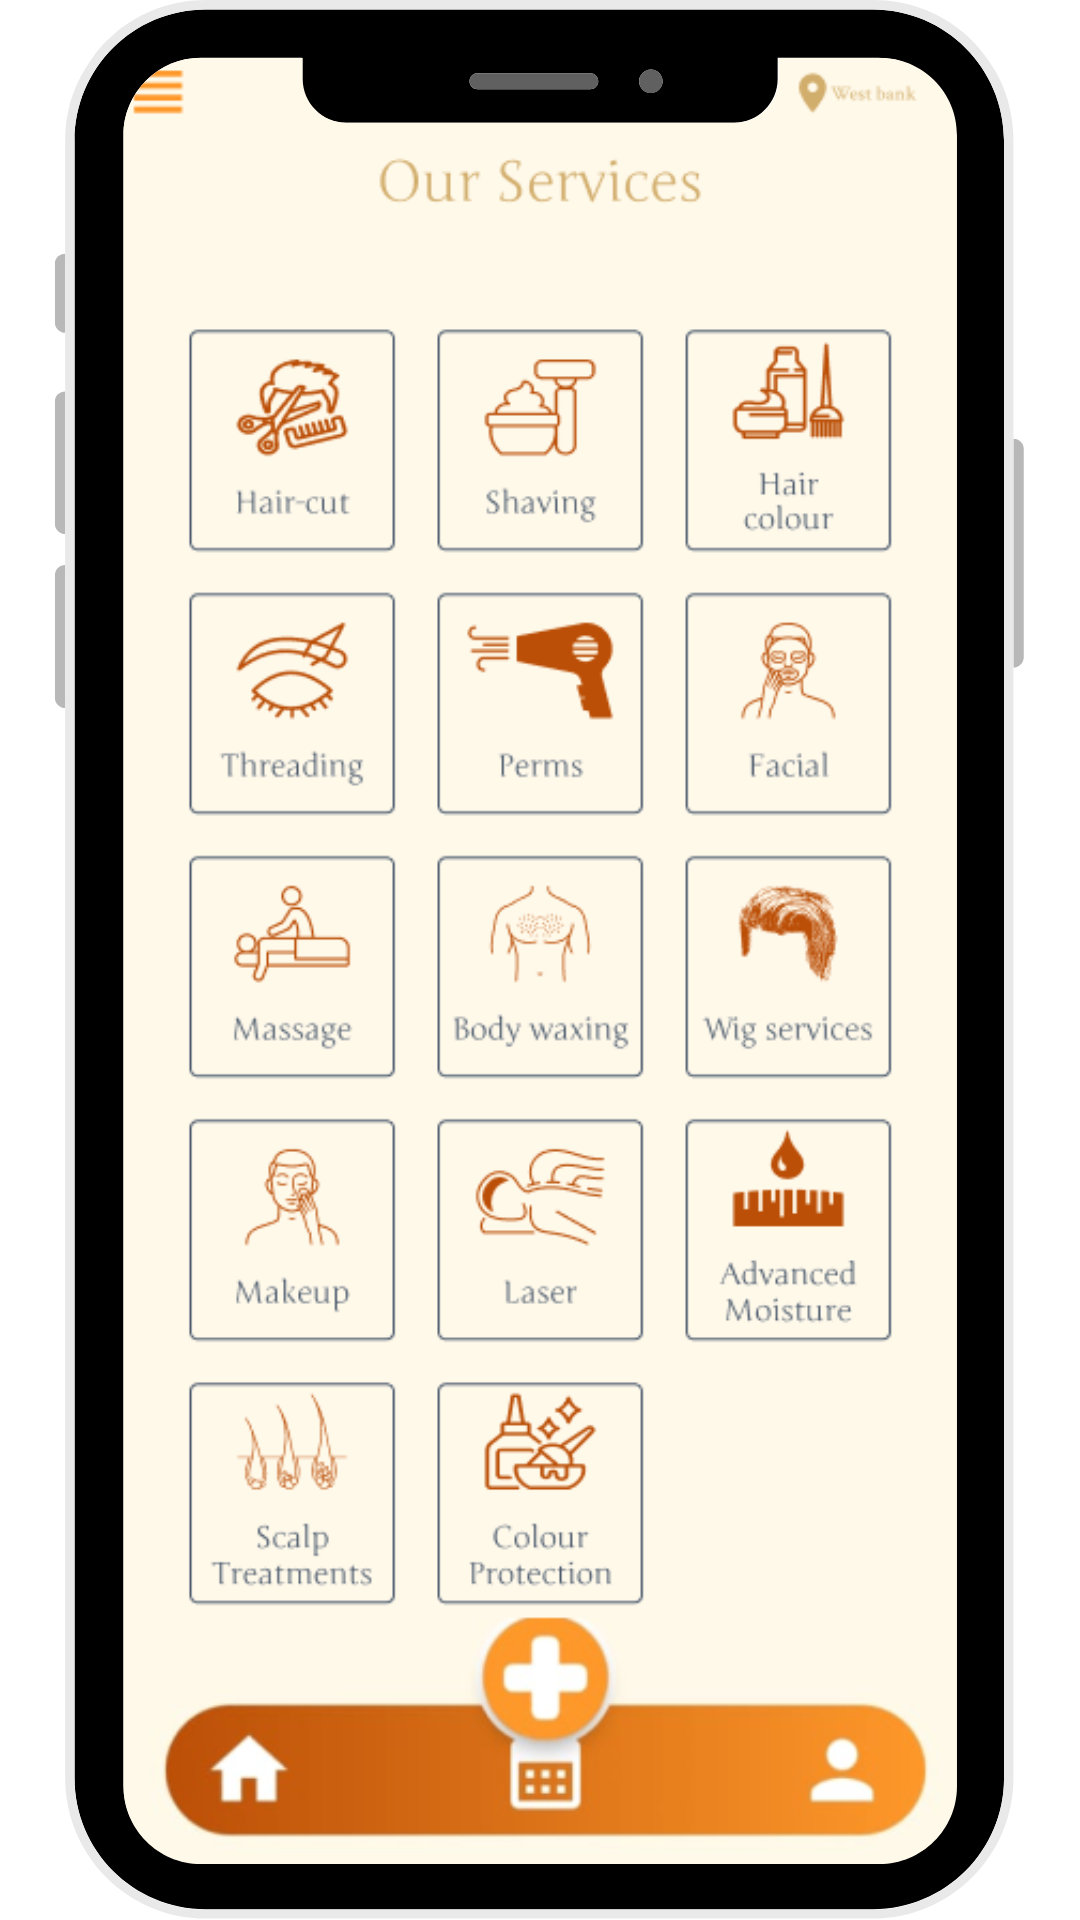 West bank
Our Services
Hair-cut
Shaving
Hair
colour
Threading
Perms
Facial
Massage
Body waxing
Wig services
Makeup
Laser
Advanced
Moisture
Scalp
Treatments
Colour
Protection